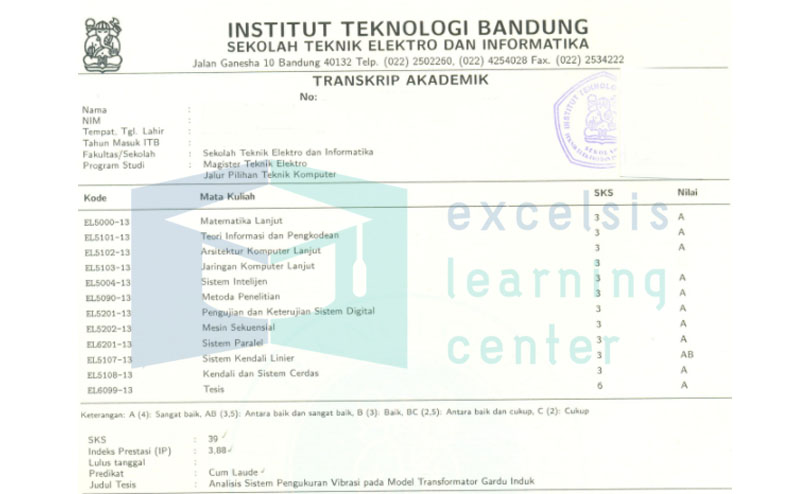 INSTITUT TEKNOLOGI BANDUNG
SEKOLAH TEKNIK ELEKTRO DAN INFORMATIKA
Jalan Ganesha 10 Bandung 40132 Telp. (022) 2502260, (022) 4254028 Fax. (022) 2534222
TRANSKRIP AKADEMIK
No:
Nama :
NIM :
Tempat, Tgl. Lahir :
Tahun Masuk ITB :
Fakultas/Sekolah : Sekolah Teknik Elektro dan Informatika
Program Studi : Magister Teknik Elektro
Jalur Pilihan Teknik Komputer
INSTITUT TEKNOLOG
Kode Mata Kuliah SKS Nilai
EL5000-13 Matematika Lanjut 3 A
EL5101-13 Teori Informasi dan Pengkodean 3 A
EL5102-13 Arsitektur Komputer Lanjut 3 A
EL5103-13 Jaringan Komputer Lanjut 3
EL5004-13 Sistem Intelijen 3 A
EL5090-13 Metoda Penelitian 3 A
EL5201-13 Pengujian dan Keterujian Sistem Digital 3 A
EL5202-13 Mesin Sekuensial 3 A
EL6201-13 Sistem Paralel 3 A
EL5107-13 Sistem Kendali Linier 3 AB
EL5108-13 Kendali dan Sistem Cerdas 3 A
EL6099-13 Tesis 6 A
excelsis
learning
center
Keterangan: A (4): Sangat baik, AB (3,5): Antara baik dan sangat baik, B (3): Baik, BC (2,5): Antara baik dan cukup, C (2): Cukup
SKS : 39
Indeks Prestasi (IP) : 3,88
Lulus tanggal :
Predikat : Cum Laude
Judul Tesis : Analisis Sistem Pengukuran Vibrasi pada Model Transformator Gardu Induk